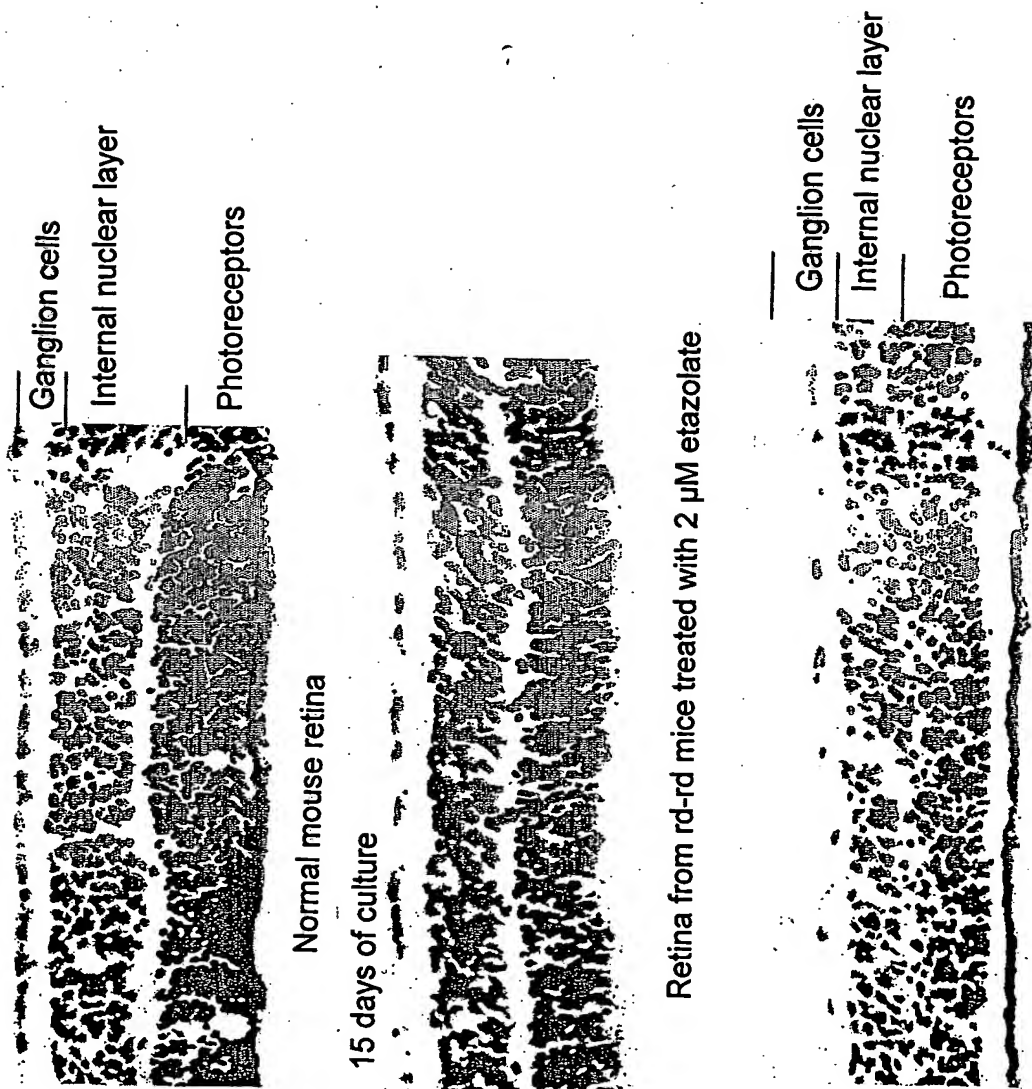 Ganglion cells
Internal nuclear layer
Photoreceptors
Normal mouse retina
15 days of culture
Retina from rd-rd mice treated with 2 µM etazolate
Ganglion cells
Internal nuclear layer
Photoreceptors